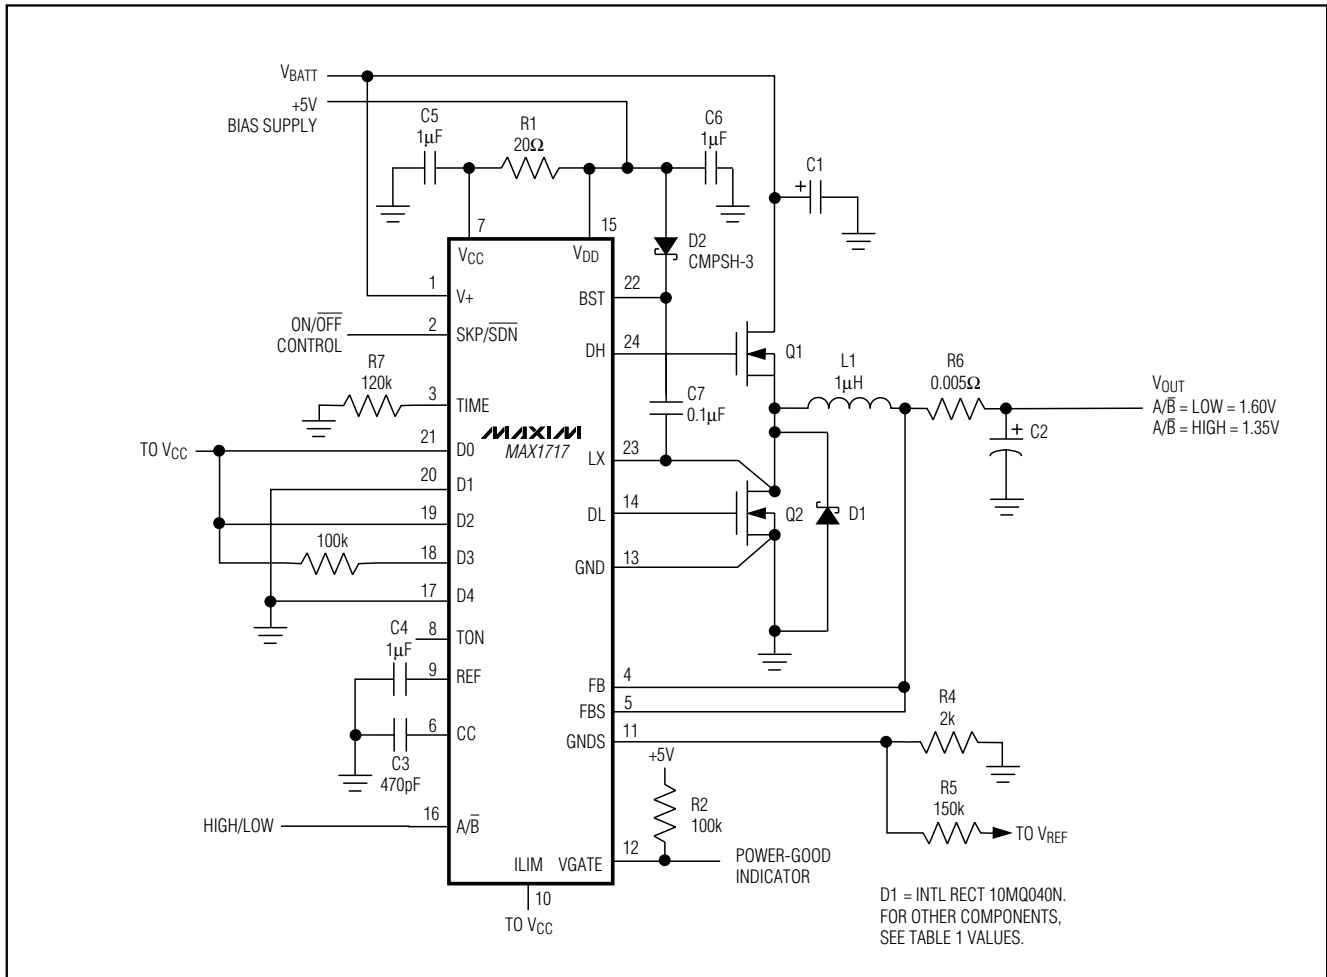 VBATT
+5V
BIAS SUPPLY
C5
1µF
R1
20Ω
C6
1µF
C1
+
7
15
VCC
VDD
D2
CMPSH-3
1
V+
22
BST
ON/OFF
CONTROL
2
SKP/SDN
24
DH
Q1
R7
120k
3
TIME
C7
0.1µF
L1
1µH
R6
0.005Ω
VOUT
A/B = LOW = 1.60V
A/B = HIGH = 1.35V
+
C2
MAXIM
MAX1717
TO VCC
21
D0
23
LX
20
D1
14
DL
Q2
D1
19
D2
100k
18
D3
13
GND
17
D4
C4
1µF
8
TON
9
REF
4
FB
5
FBS
R4
2k
6
CC
11
GNDS
C3
470pF
+5V
R2
100k
R5
150k
TO VREF
HIGH/LOW
16
A/B
12
ILIM
VGATE
POWER-GOOD
INDICATOR
10
TO VCC
D1 = INTL RECT 10MQ040N.
FOR OTHER COMPONENTS,
SEE TABLE 1 VALUES.